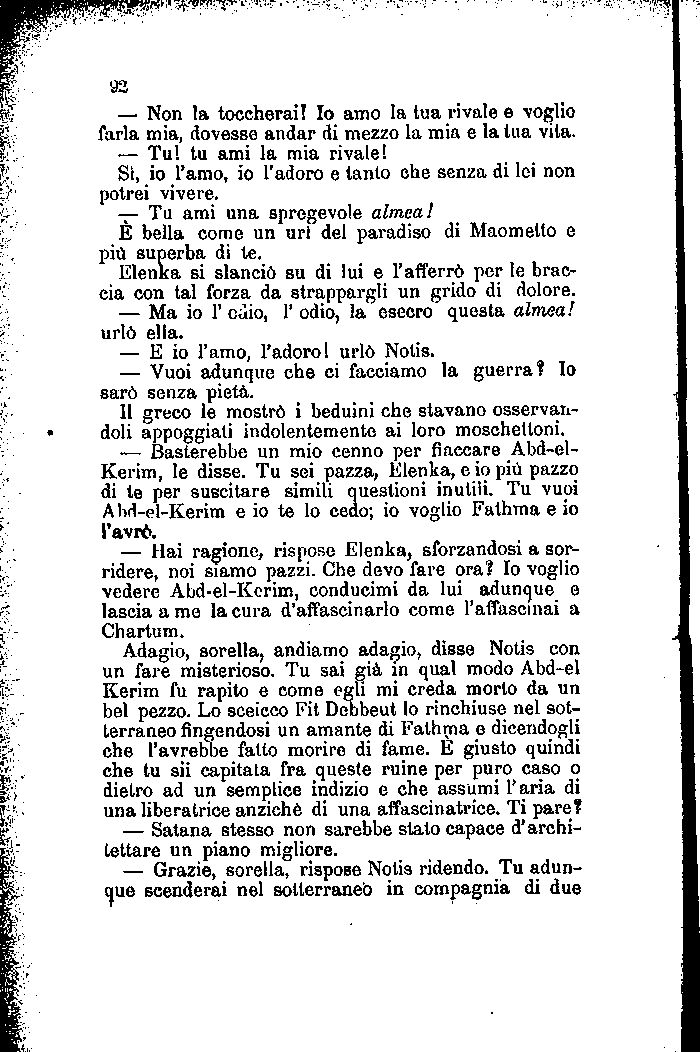 92
— Non la toccherai! Io amo la tua rivale e voglio
farla mia, dovesse andar di mezzo la mia e la tua vita.
— Tu! tu ami la mia rivale!
Sì, io l'amo, io l'adoro e tanto che senza di lei non
potrei vivere.
— Tu ami una spregevole almea!
È bella come un urì del paradiso di Maometto e
più superba di te.
Elenka si slanciò su di lui e l'afferrò per le brac-
cia con tal forza da strappargli un grido di dolore.
— Ma io l' odio, l' odio, la esecro questa almea!
urlò ella.
— E io l'amo, l'adoro! urlò Notis.
— Vuoi adunque che ci facciamo la guerra? Io
sarò senza pietà.
Il greco le mostrò i beduini che stavano osservan-
doli appoggiati indolentemente ai loro moschettoni.
— Basterebbe un mio cenno per fiaccare Abd-el-
Kerim, le disse. Tu sei pazza, Elenka, e io più pazzo
di te per suscitare simili questioni inutili. Tu vuoi
Abd-el-Kerim e io te lo cedo; io voglio Fathma e io
l'avrò.
— Hai ragione, rispose Elenka, sforzandosi a sor-
ridere, noi siamo pazzi. Che devo fare ora? Io voglio
vedere Abd-el-Kerim, conducimi da lui adunque e
lascia a me la cura d'affascinarlo come l'affascinai a
Chartum.
Adagio, sorella, andiamo adagio, disse Notis con
un fare misterioso. Tu sai già in qual modo Abd-el
Kerim fu rapito e come egli mi creda morto da un
bel pezzo. Lo sceicco Fit Debbeut lo rinchiuse nel sot-
terraneo fingendosi un amante di Fathma e dicendogli
che l'avrebbe fatto morire di fame. È giusto quindi
che tu sii capitata fra queste ruine per puro caso o
dietro ad un semplice indizio e che assumi l'aria di
una liberatrice anzichè di una affascinatrice. Ti pare?
— Satana stesso non sarebbe stato capace d'archi-
tettare un piano migliore.
— Grazie, sorella, rispose Notis ridendo. Tu adun-
que scenderai nel sotterraneo in compagnia di due